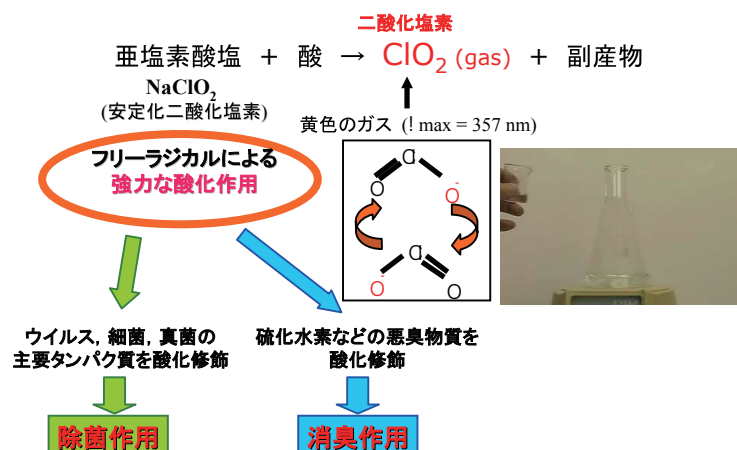 二酸化塩素
亜塩素酸塩 + 酸 → ClO2 (gas) + 副産物
NaClO2
(安定化二酸化塩素)
黄色のガス (! max = 357 nm)
フリーラジカルによる
強力な酸化作用
Cl
O
O
Cl
O
O
ウイルス, 細菌, 真菌の
主要タンパク質を酸化修飾
硫化水素などの悪臭物質を
酸化修飾
除菌作用
消臭作用